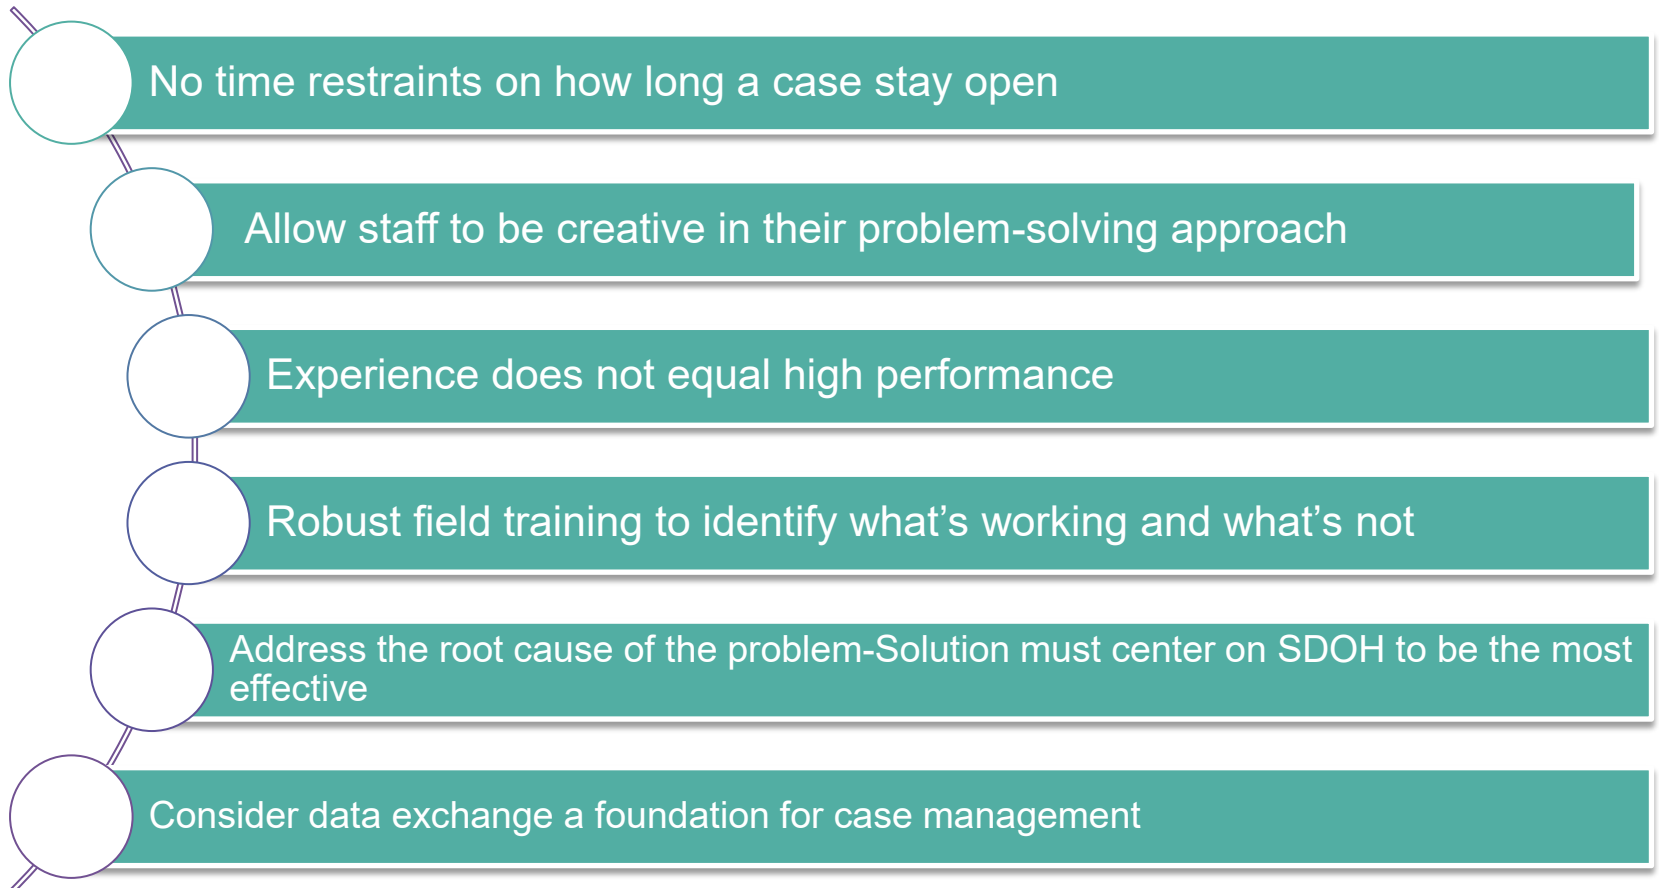 No time restraints on how long a case stay open
Allow staff to be creative in their problem-solving approach
Experience does not equal high performance
Robust field training to identify what’s working and what’s not
Address the root cause of the problem-Solution must center on SDOH to be the most
effective
Consider data exchange a foundation for case management